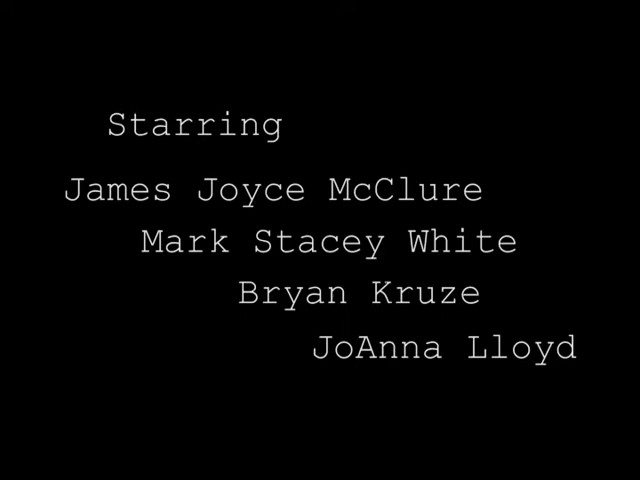 Starring
James Joyce McClure
Mark Stacey White
Bryan Kruze
JoAnna Lloyd